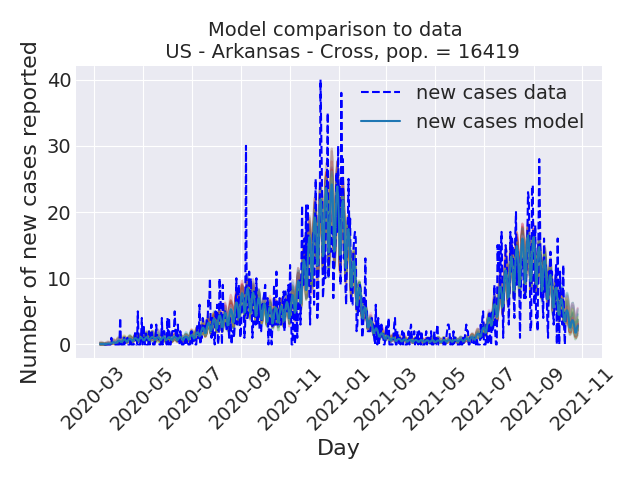 Model comparison to data
US - Arkansas - Cross, pop. = 16419
Number of new cases reported
40
30
20
10
0
new cases data
new cases model
2020-03
2020-05
2020-07
2020-09
2020-11
2021-01
2021-03
2021-05
2021-07
2021-09
2021-11
Day